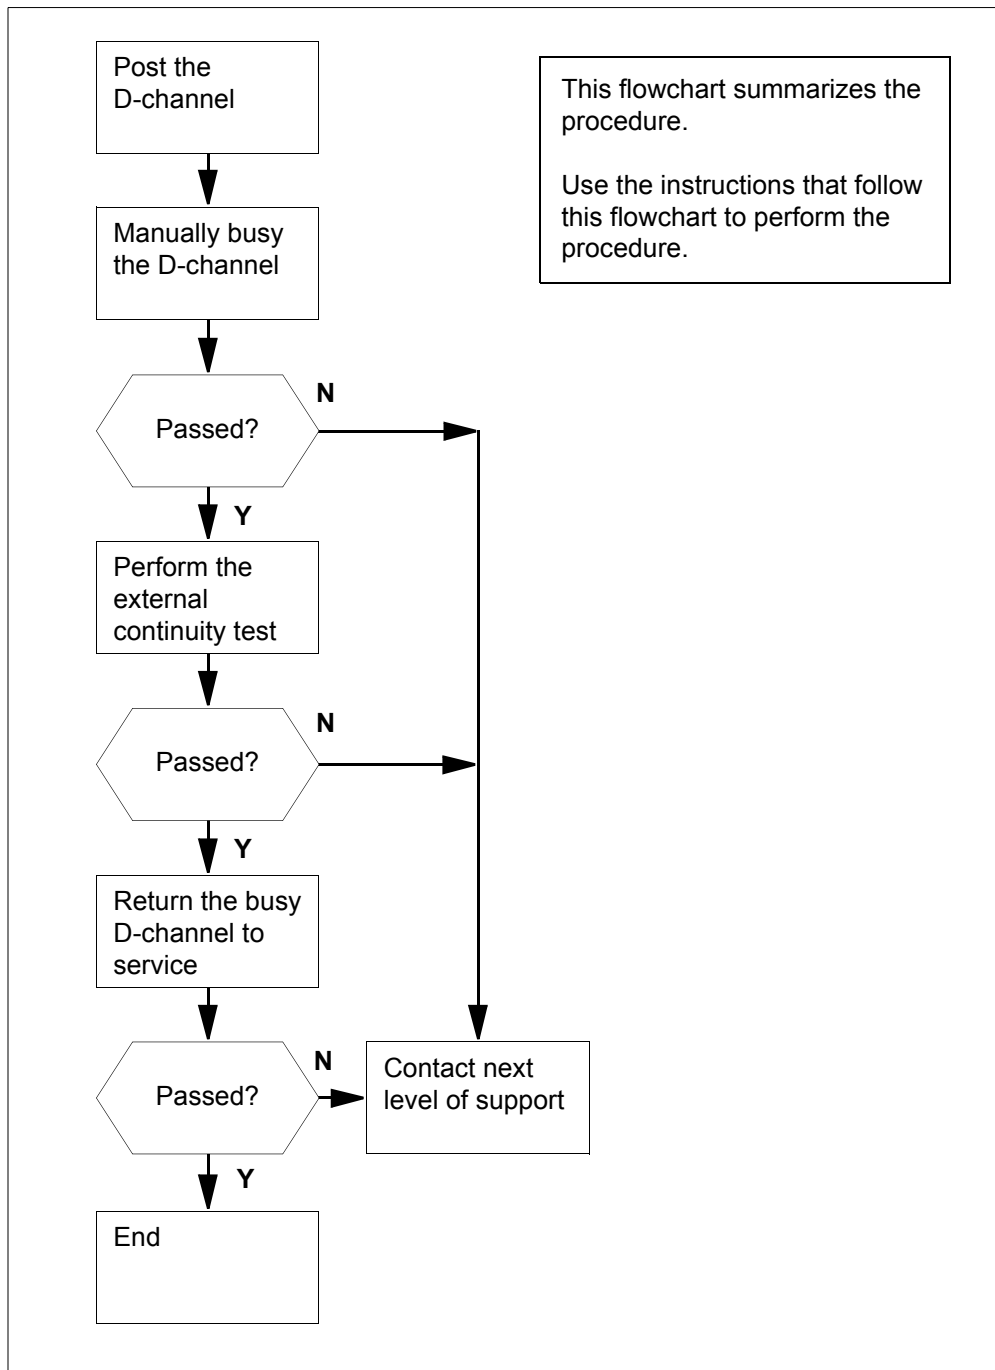 Post the
D-channel
This flowchart summarizes the
procedure.
Use the instructions that follow
this flowchart to perform the
procedure.
Manually busy
the D-channel
Passed?
N
Y
Perform the
external
continuity test
Passed?
N
Y
Return the busy
D-channel to
service
Passed?
N
Contact next
level of support
Y
End